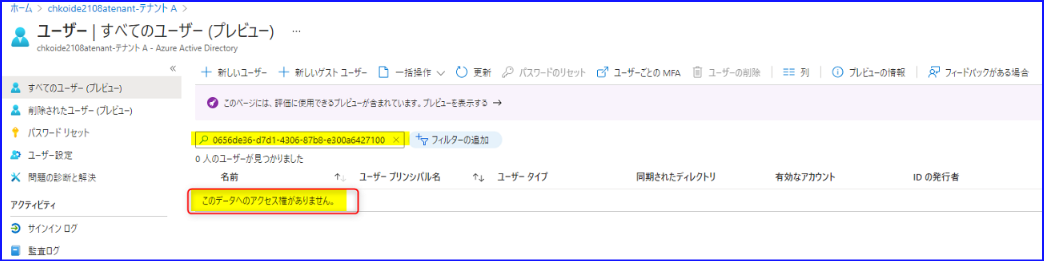 ホーム > chkoide2108atenant-テナント A >
ユーザー | すべてのユーザー (プレビュー) …
chkoide2108atenant-テナント A - Azure Active Directory
«
すべてのユーザー (プレビュー)
削除されたユーザー (プレビュー)
パスワード リセット
ユーザー設定
問題の診断と解決
アクティビティ
サインイン ログ
監査ログ
+ 新しいユーザー + 新しいゲスト ユーザー 一括操作 更新 パスワードのリセット ユーザーごとの MFA ユーザーの削除 列 プレビューの情報 フィードバックがある場合
このページには、評価に使用できるプレビューが含まれています。プレビューを表示する →
0656de36-d7d1-4306-87b8-e300a6427100 × フィルターの追加
0 人のユーザーが見つかりました
名前 ↑↓ ユーザー プリンシパル名 ↑↓ ユーザー タイプ 同期されたディレクトリ 有効なアカウント ID の発行者
このデータへのアクセス権がありません。